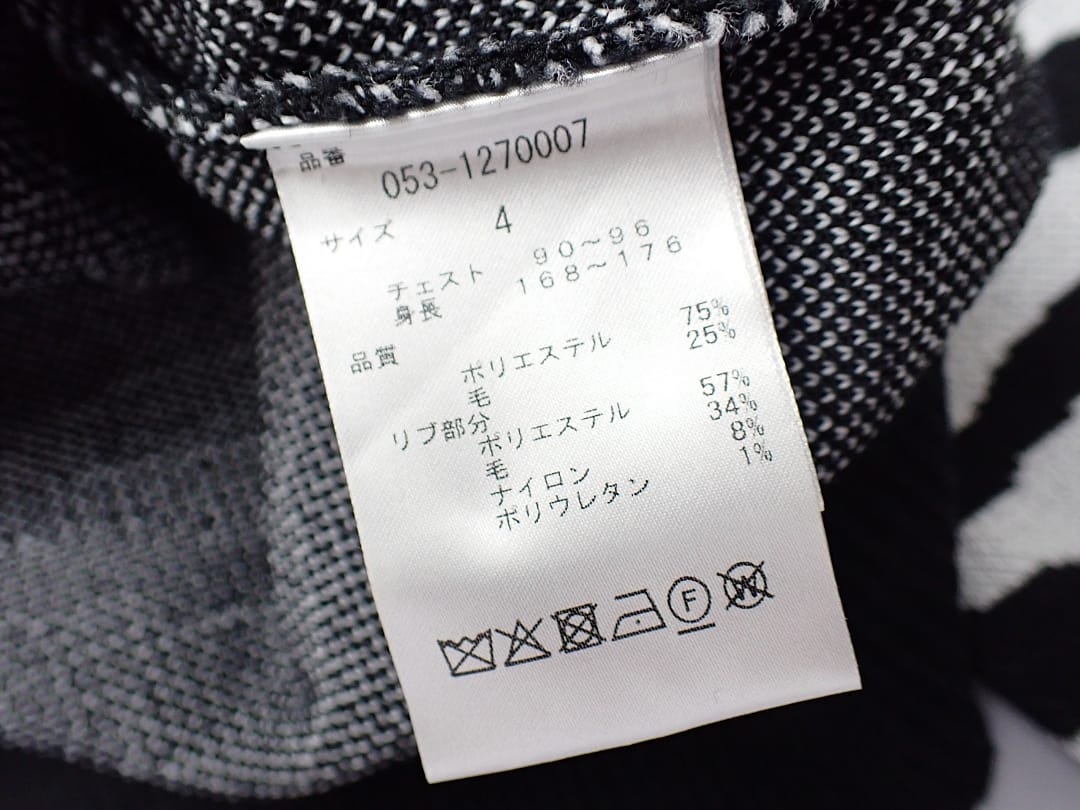 品番 053-1270007
サイズ 4
チェスト 90～96
身長 168～176
品質 ポリエステル 75%
毛 25%
リブ部分
ポリエステル 57%
毛 34%
ナイロン 8%
ポリウレタン 1%
F W